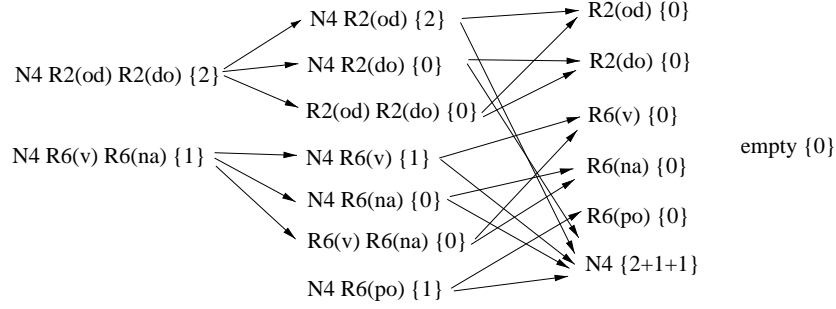 N4 R2(od) R2(do) {2}
N4 R6(v) R6(na) {1}
N4 R2(od) {2}
N4 R2(do) {0}
R2(od) R2(do) {0}
N4 R6(v) {1}
N4 R6(na) {0}
R6(v) R6(na) {0}
N4 R6(po) {1}
R2(od) {0}
R2(do) {0}
R6(v) {0}
R6(na) {0}
R6(po) {0}
N4 {2+1+1}
empty {0}